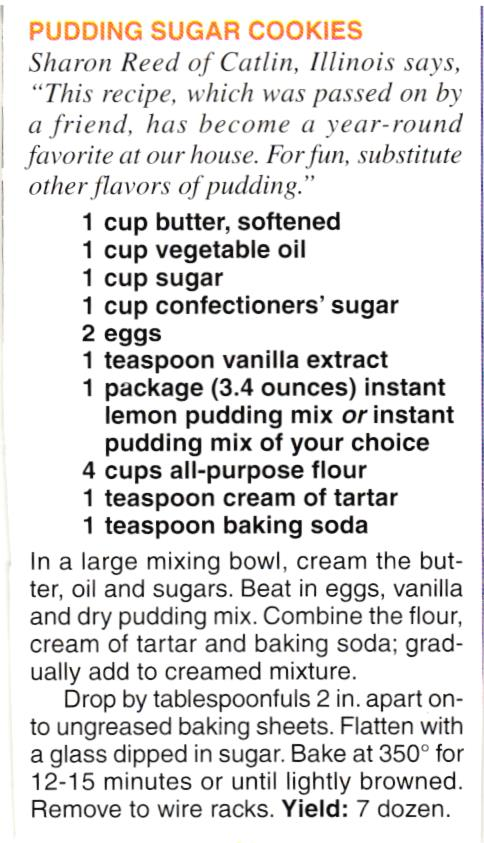 PUDDING SUGAR COOKIES
Sharon Reed of Catlin, Illinois says,
“This recipe, which was passed on by
a friend, has become a year-round
favorite at our house. For fun, substitute
other flavors of pudding.”
1 cup butter, softened
1 cup vegetable oil
1 cup sugar
1 cup confectioners’ sugar
2 eggs
1 teaspoon vanilla extract
1 package (3.4 ounces) instant
lemon pudding mix or instant
pudding mix of your choice
4 cups all-purpose flour
1 teaspoon cream of tartar
1 teaspoon baking soda
In a large mixing bowl, cream the but-
ter, oil and sugars. Beat in eggs, vanilla
and dry pudding mix. Combine the flour,
cream of tartar and baking soda; grad-
ually add to creamed mixture.
Drop by tablespoonfuls 2 in. apart on-
to ungreased baking sheets. Flatten with
a glass dipped in sugar. Bake at 350° for
12-15 minutes or until lightly browned.
Remove to wire racks. Yield: 7 dozen.